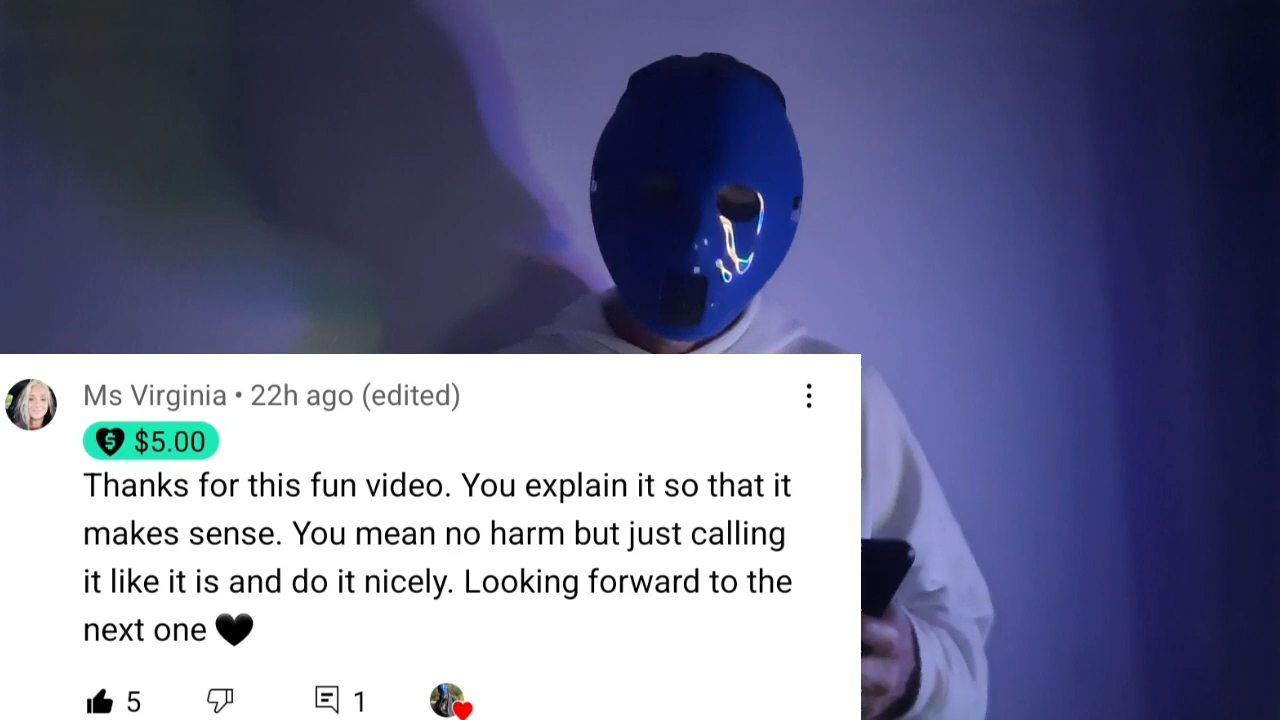 Ms Virginia • 22h ago (edited)
$5.00
Thanks for this fun video. You explain it so that it
makes sense. You mean no harm but just calling
it like it is and do it nicely. Looking forward to the
next one 🖤
5
1